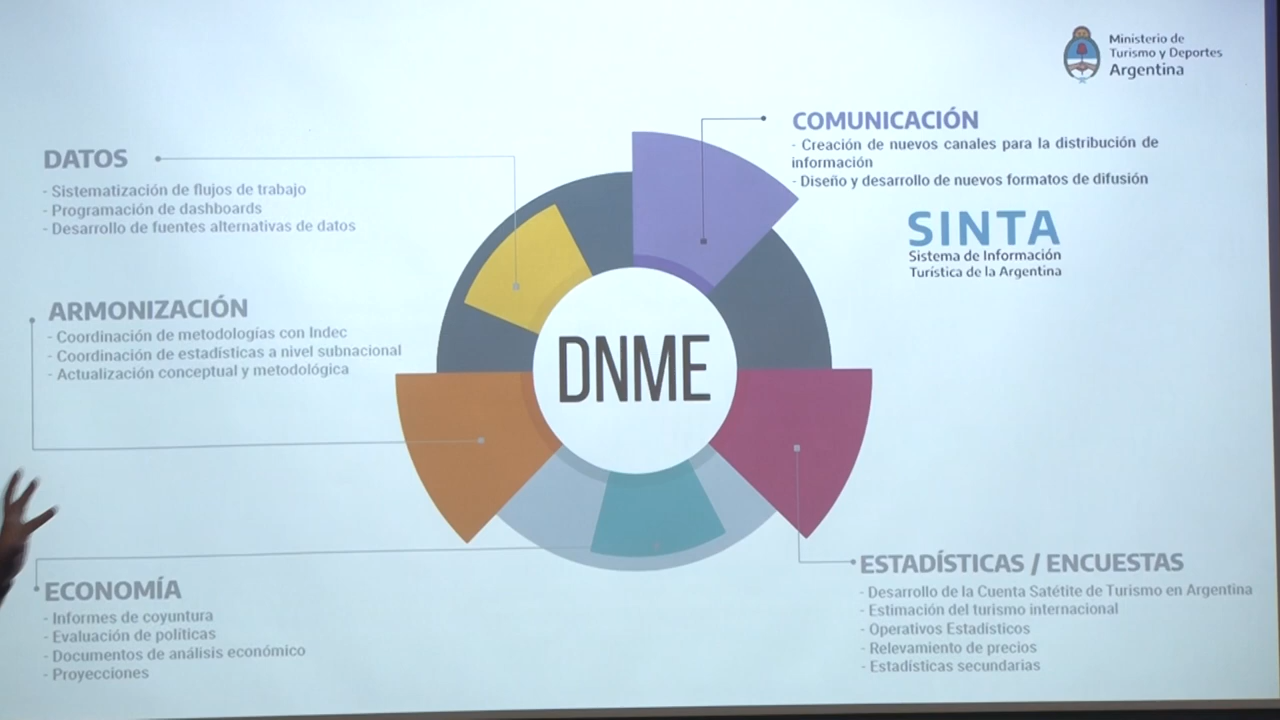 Ministerio de
Turismo y Deportes
Argentina
DATOS
- Sistematización de flujos de trabajo
- Programación de dashboards
- Desarrollo de fuentes alternativas de datos
COMUNICACIÓN
- Creación de nuevos canales para la distribución de
información
- Diseño y desarrollo de nuevos formatos de difusión
SINTA
Sistema de Información
Turística de la Argentina
ARMONIZACIÓN
- Coordinación de metodologías con Indec
- Coordinación de estadísticas a nivel subnacional
- Actualización conceptual y metodológica
DNME
ECONOMÍA
- Informes de coyuntura
- Evaluación de políticas
- Documentos de análisis económico
- Proyecciones
ESTADÍSTICAS / ENCUESTAS
- Desarrollo de la Cuenta Satétite de Turismo en Argentina
- Estimación del turismo internacional
- Operativos Estadísticos
- Relevamiento de precios
- Estadísticas secundarias